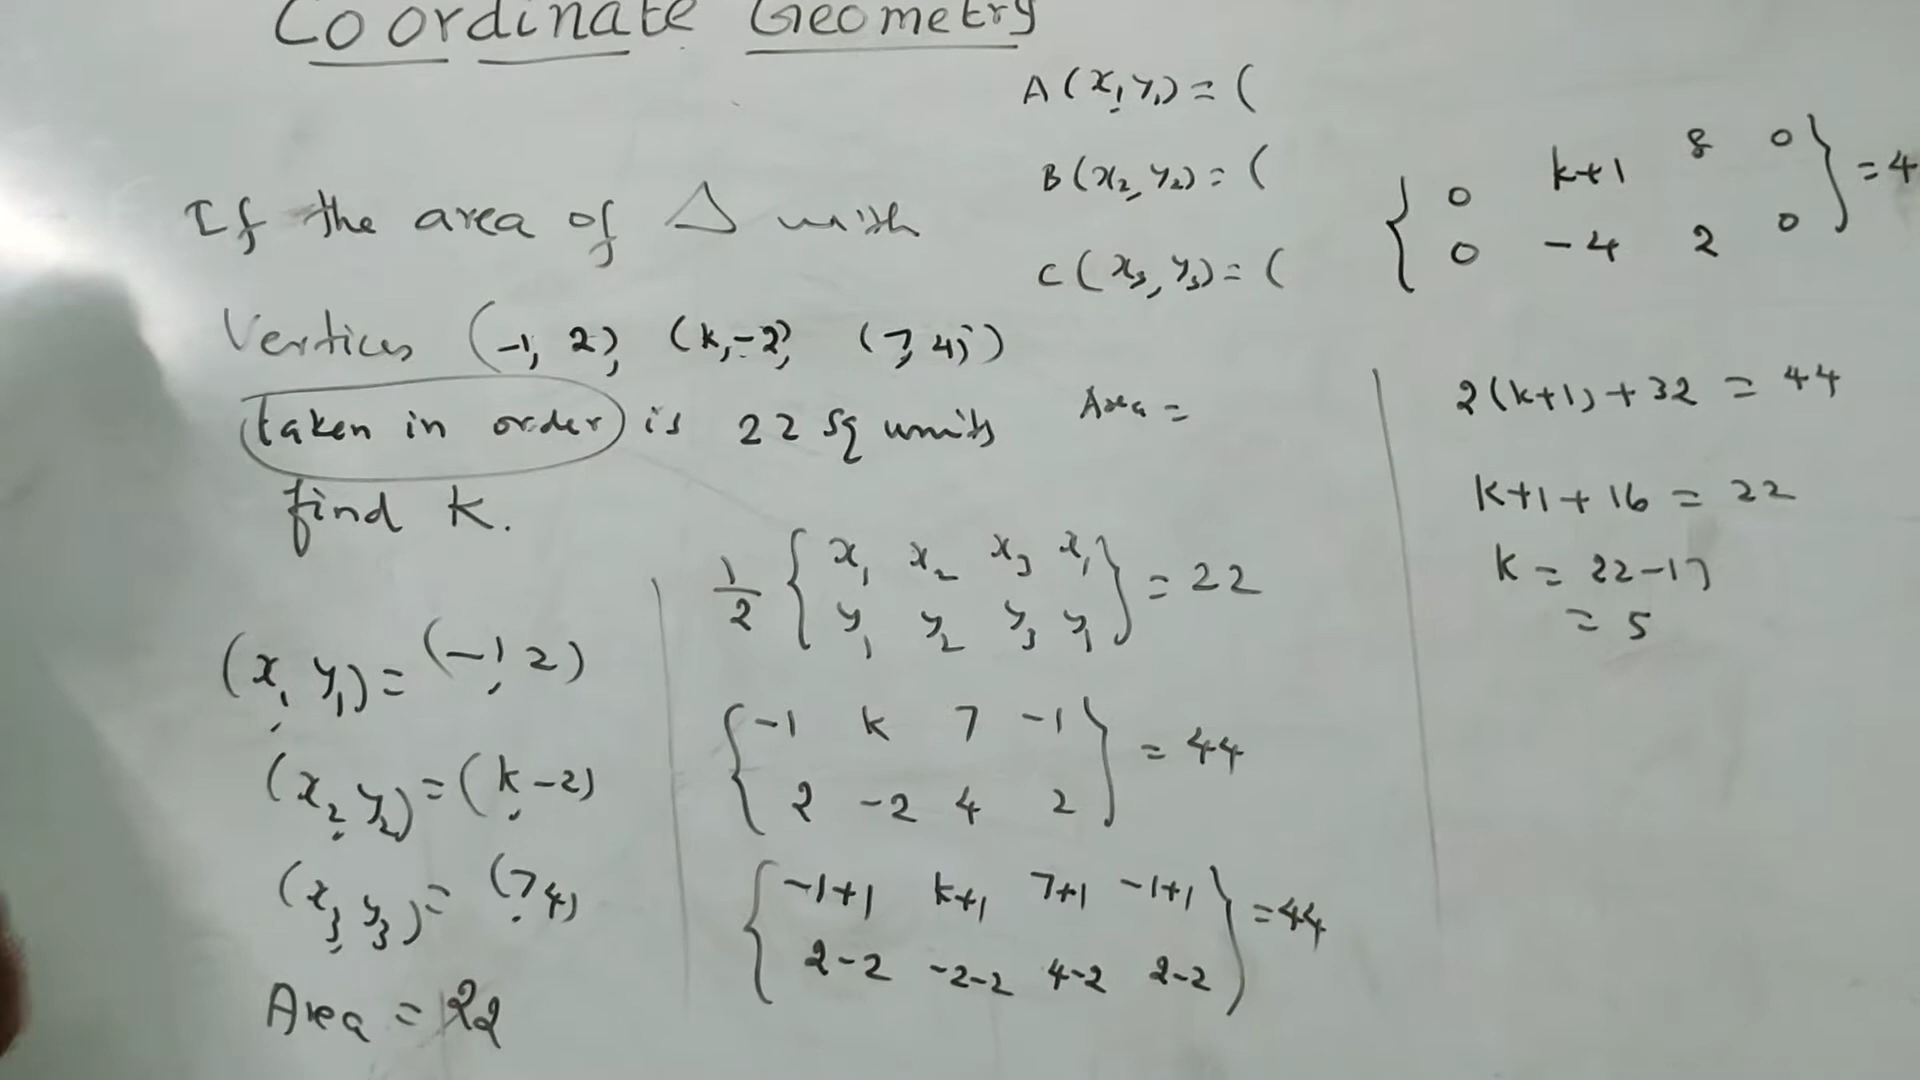 Coordinate Geometry
If the area of Δ with
Vertices (-1, 2), (k, -2), (7, 4))
taken in order is 22 sq units
find k.
(x₁, y₁) = (-1, 2)
(x₂, y₂) = (k, -2)
(x₃, y₃) = (7, 4)
Area = 22
A (x₁, y₁) = (
B (x₂, y₂) = (
C (x₃, y₃) = (
Area =
1/2 { x₁ x₂ x₃ x₁
y₁ y₂ y₃ y₁ } = 22
{ -1 k 7 -1
2 -2 4 2 } = 44
{ -1+1 k+1 7+1 -1+1
2-2 -2-2 4-2 2-2 } = 44
{ 0 k+1 8 0
0 -4 2 0 } = 4
2(k+1) + 32 = 44
k+1 + 16 = 22
k = 22-17
= 5